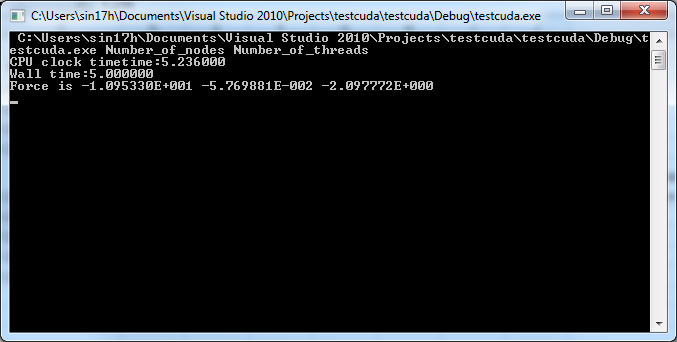 C:\Users\sin17h\Documents\Visual Studio 2010\Projects\testcuda\testcuda\Debug\testcuda.exe
C:\Users\sin17h\Documents\Visual Studio 2010\Projects\testcuda\testcuda\Debug\t
estcuda.exe Number_of_nodes Number_of_threads
CPU clock timetime:5.236000
Wall time:5.000000
Force is -1.095330E+001 -5.769881E-002 -2.097772E+000